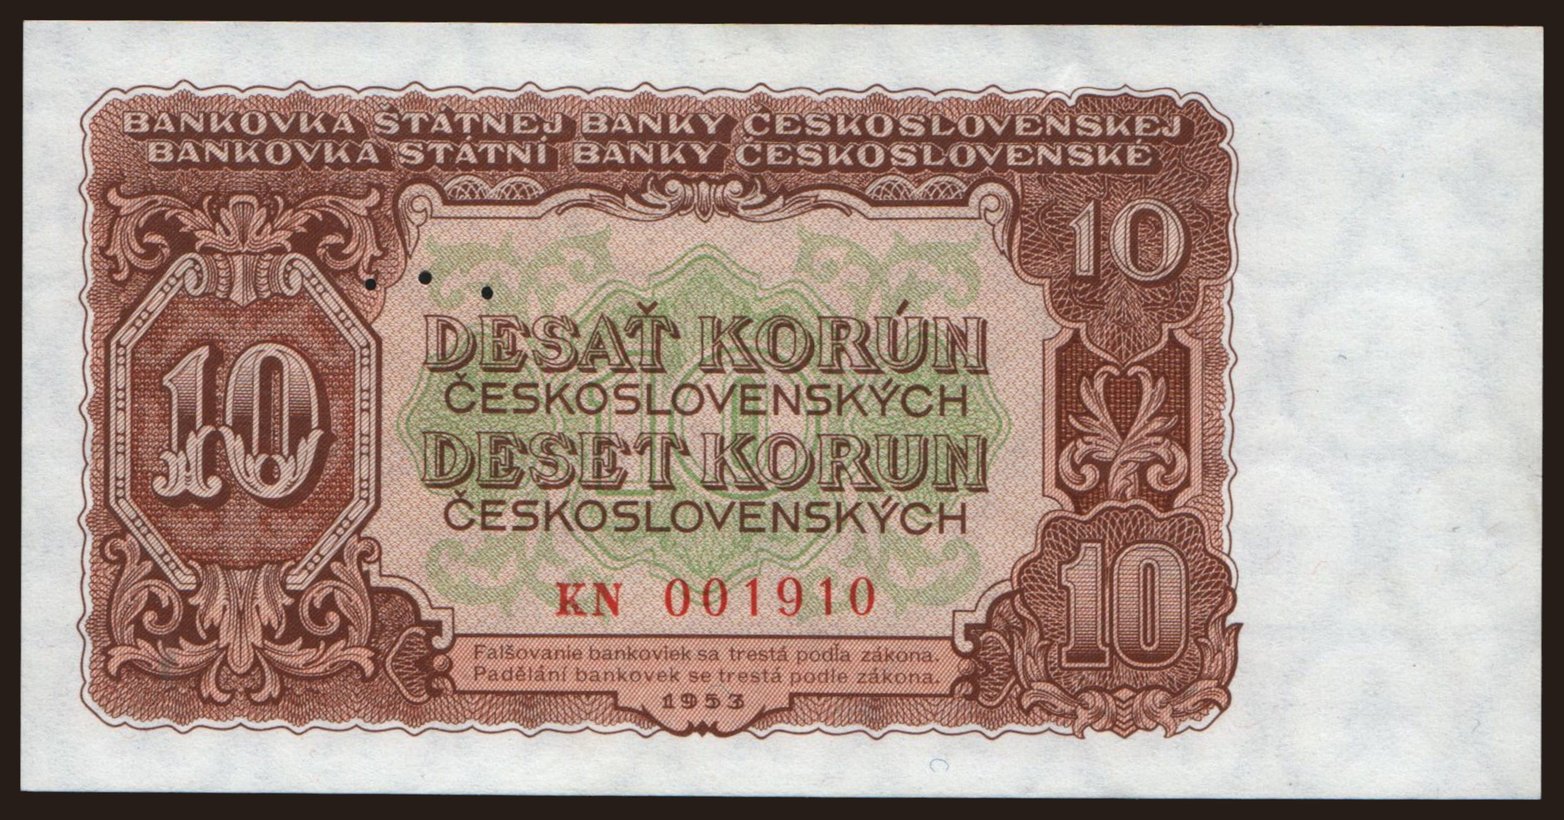 BANKOVKA ŠTÁTNEJ BANKY ČESKOSLOVENSKEJ
BANKOVKA STÁTNÍ BANKY ČESKOSLOVENSKÉ
10
10
DESAŤ KORÚN
ČESKOSLOVENSKÝCH
DESET KORUN
ČESKOSLOVENSKÝCH
10
KN 001910
Falšovanie bankoviek sa trestá podľa zákona.
Padělání bankovek se trestá podle zákona.
1953